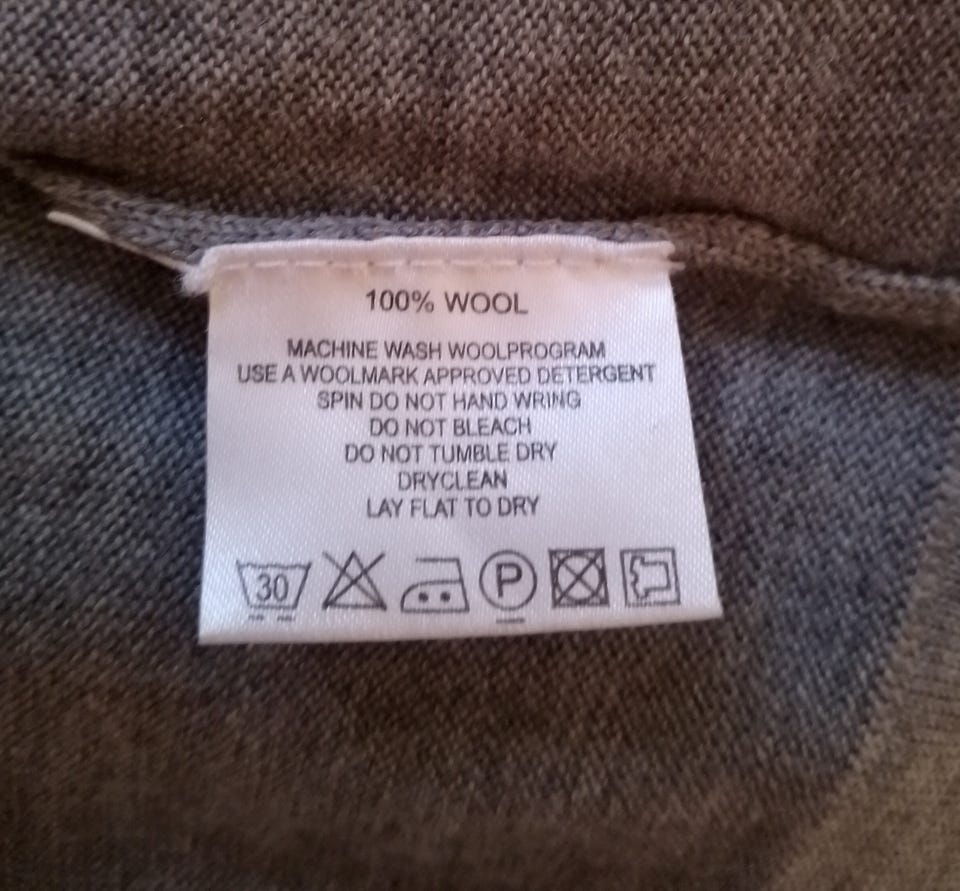 100% WOOL
MACHINE WASH WOOLPROGRAM
USE A WOOLMARK APPROVED DETERGENT
SPIN DO NOT HAND WRING
DO NOT BLEACH
DO NOT TUMBLE DRY
DRYCLEAN
LAY FLAT TO DRY
30 P